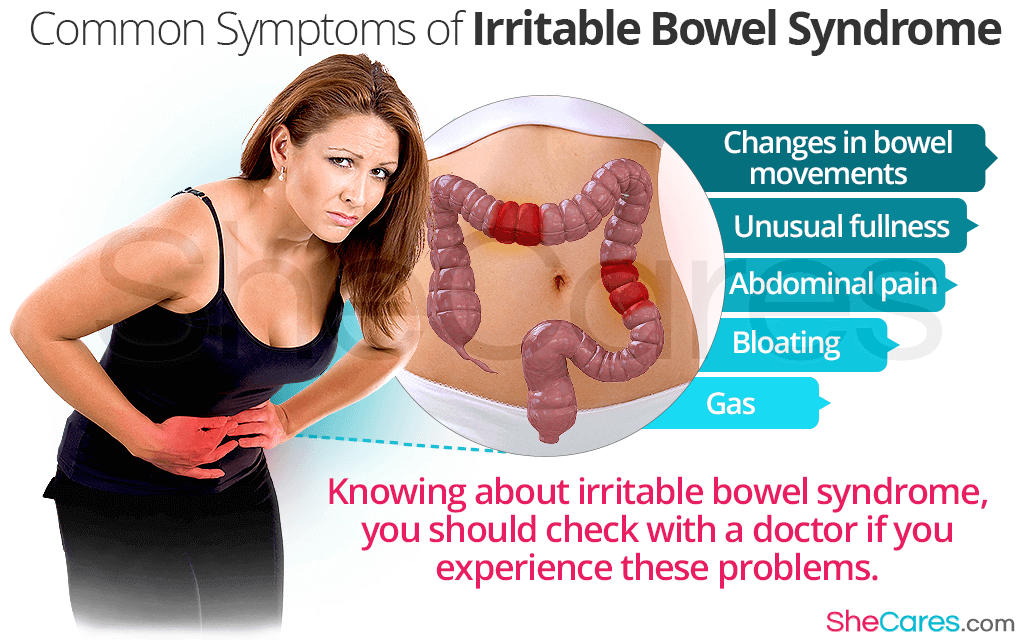 Common Symptoms of Irritable Bowel Syndrome
Changes in bowel
movements
Unusual fullness
Abdominal pain
Bloating
Gas
SheCares
Knowing about irritable bowel syndrome,
you should check with a doctor if you
experience these problems.
SheCares.com